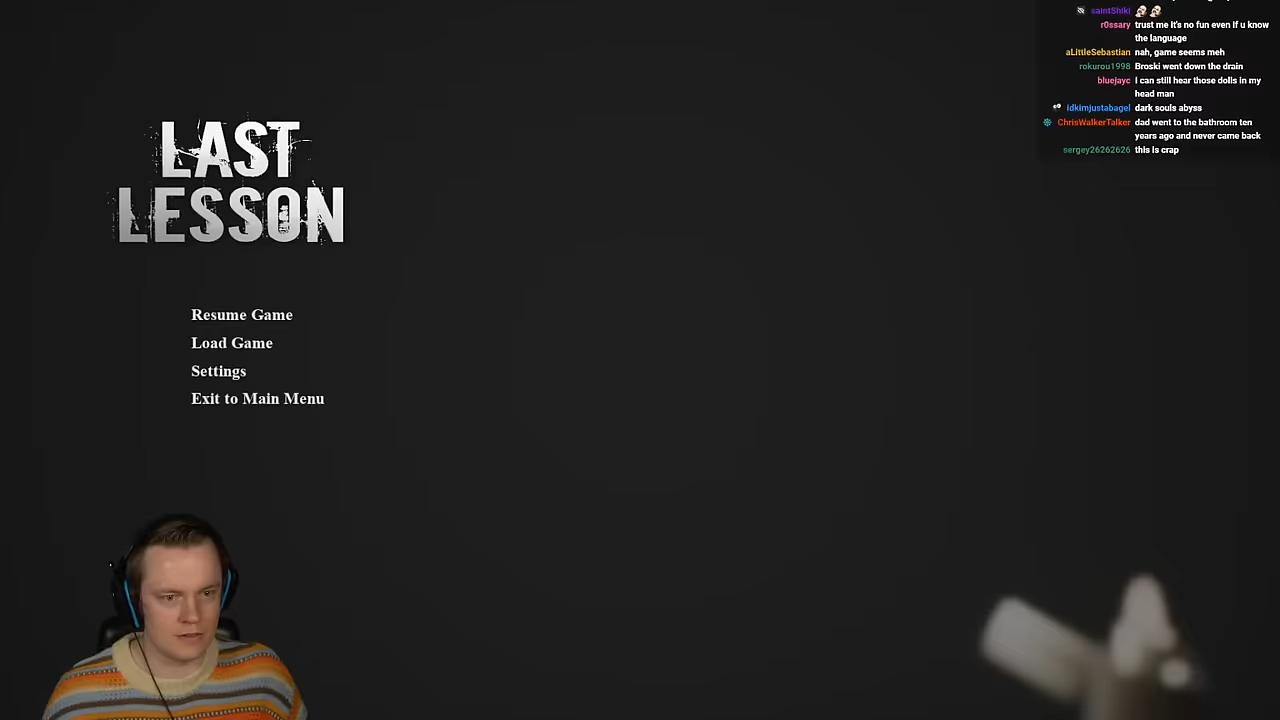 LAST
LESSON
Resume Game
Load Game
Settings
Exit to Main Menu
saintShiki
r0ssary trust me it's no fun even if u know
the language
aLittleSebastian nah, game seems meh
rokurou1998 Broski went down the drain
bluejayc I can still hear those dolls in my
head man
idkimjustabagel dark souls abyss
ChrisWalkerTalker dad went to the bathroom ten
years ago and never came back
sergey26262626 this is crap